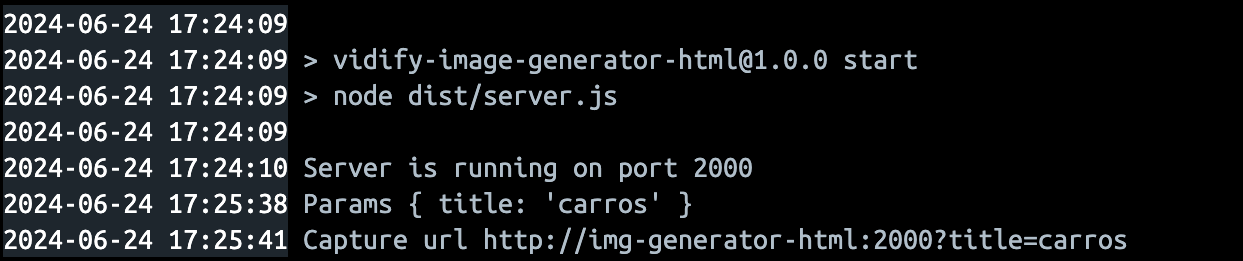 2024-06-24 17:24:09
2024-06-24 17:24:09 > vidify-image-generator-html@1.0.0 start
2024-06-24 17:24:09 > node dist/server.js
2024-06-24 17:24:09
2024-06-24 17:24:10 Server is running on port 2000
2024-06-24 17:25:38 Params { title: 'carros' }
2024-06-24 17:25:41 Capture url http://img-generator-html:2000?title=carros